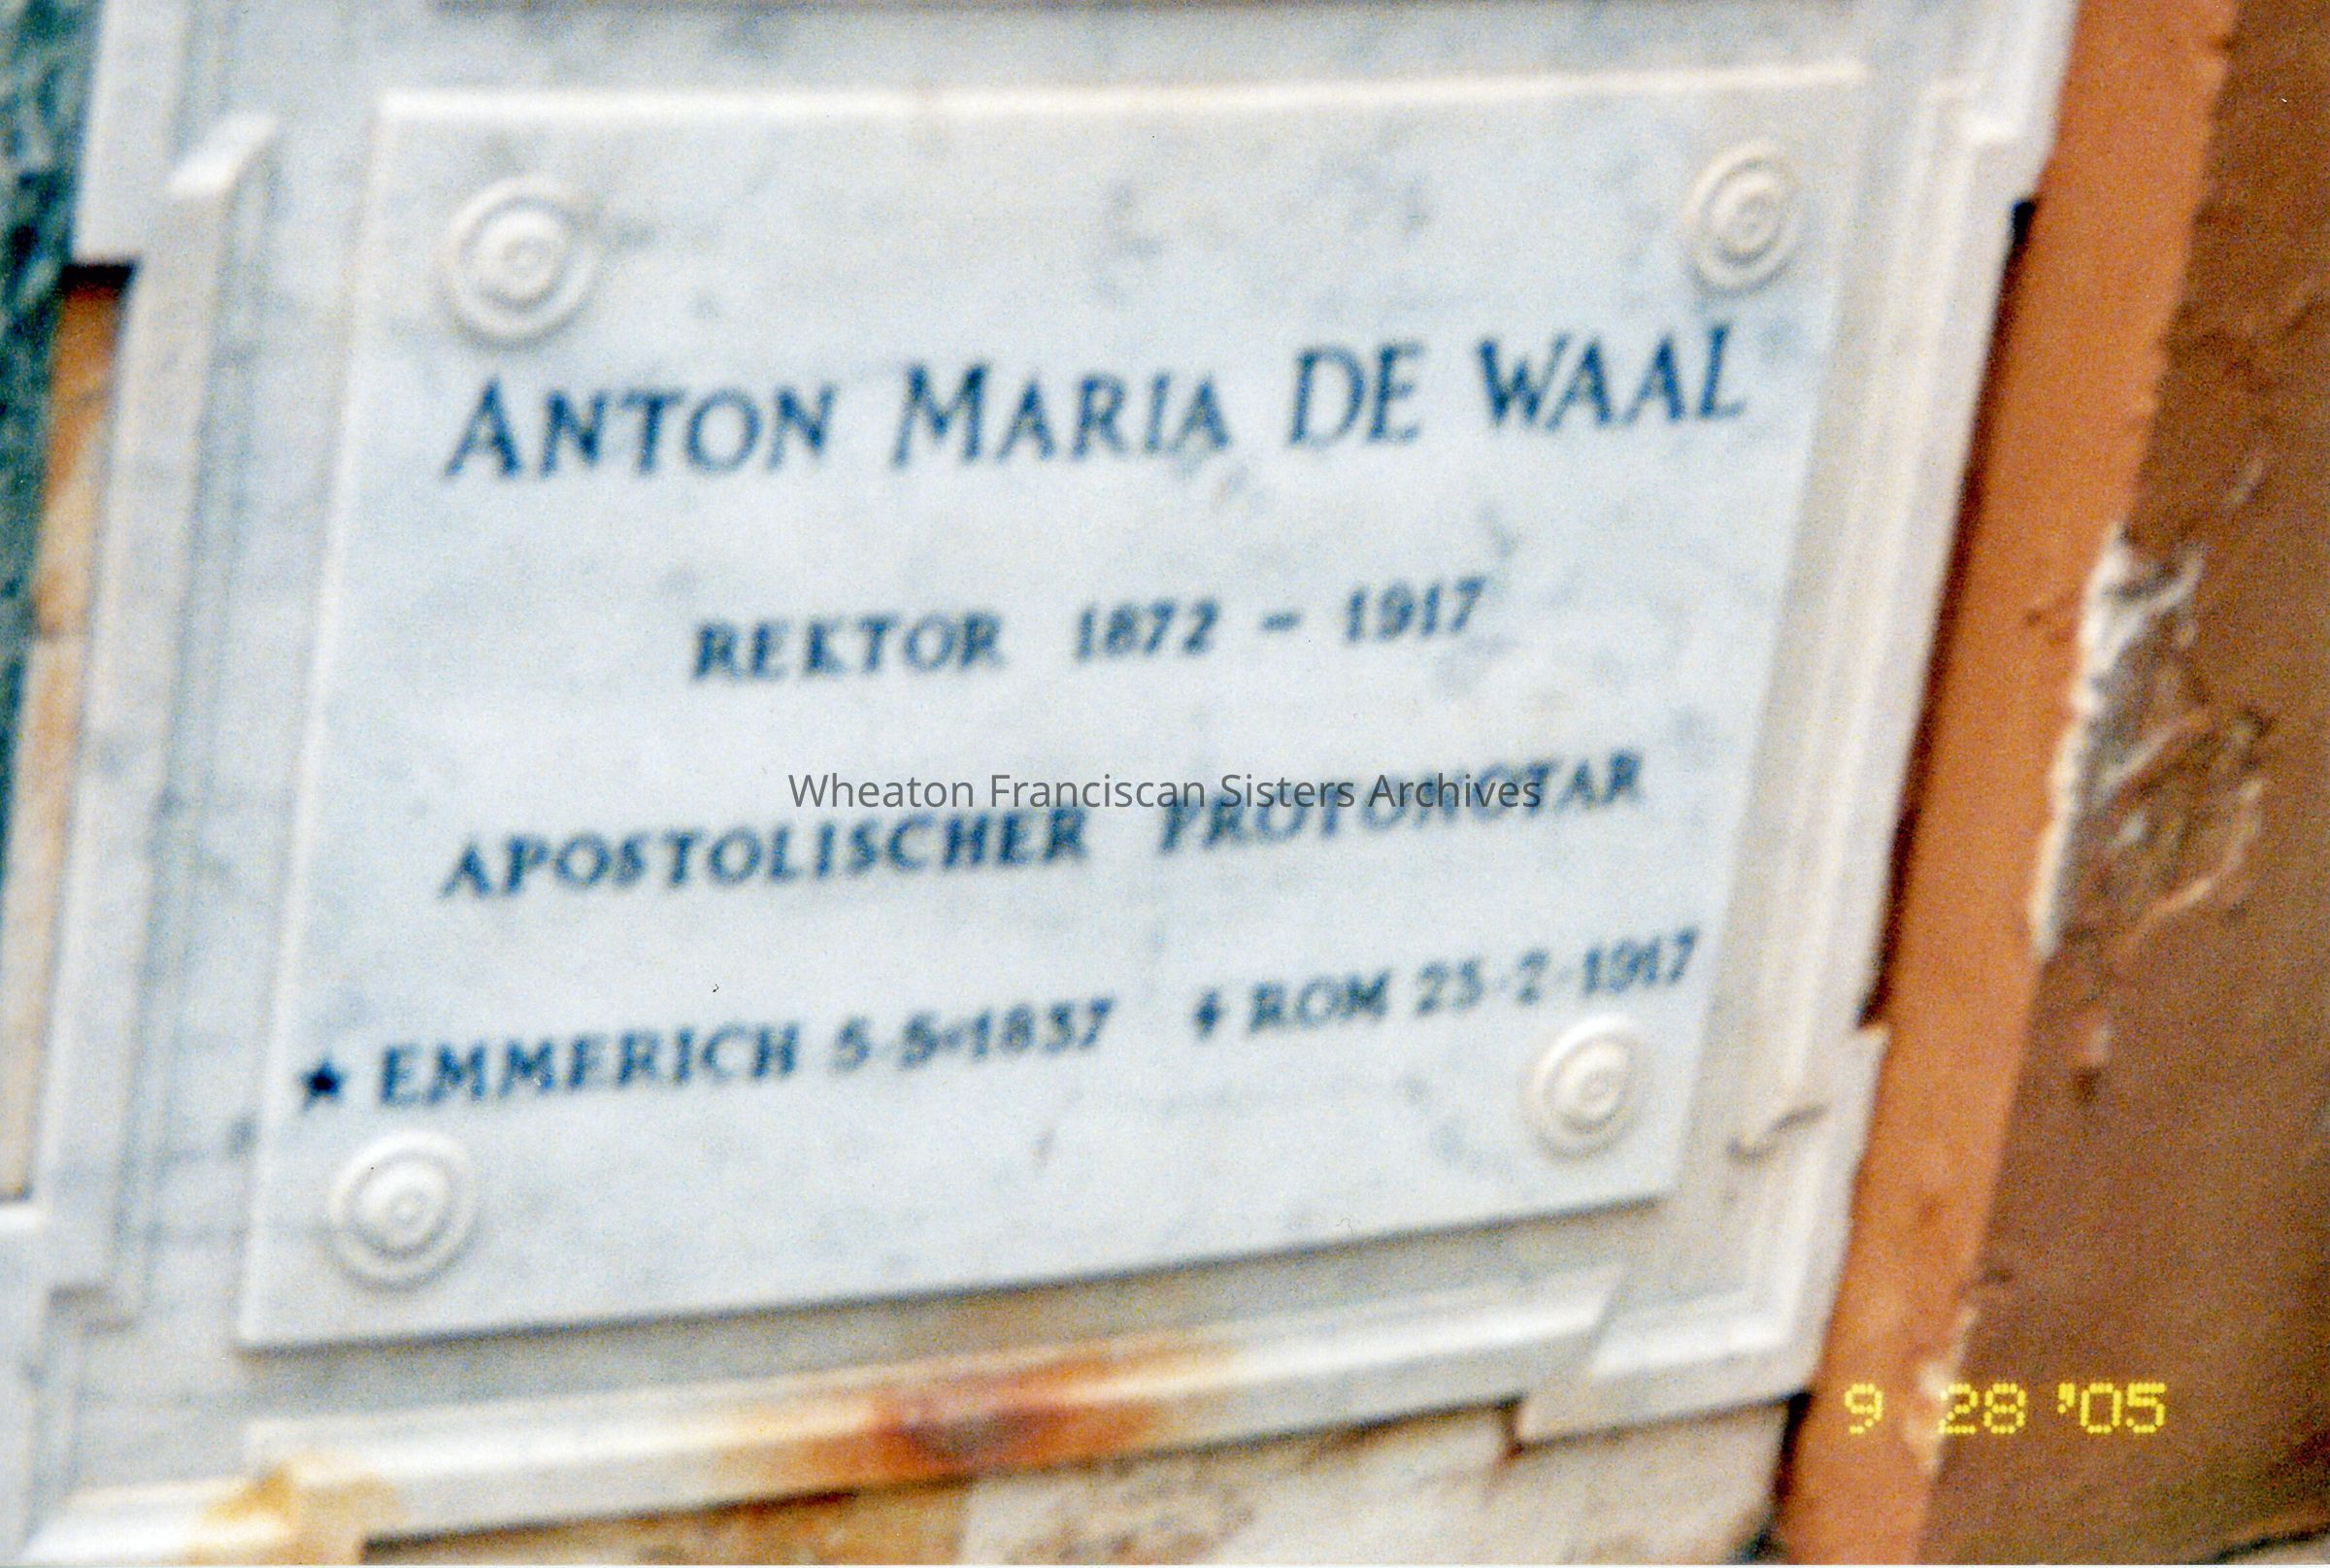 ANTON MARIA DE WAAL
REKTOR 1872 – 1917
Wheaton Franciscan Sisters Archives
APOSTOLISCHER PROTONOTAR
★ EMMERICH 5·5·1837 ✝ ROM 23·2·1917
9 28 '05